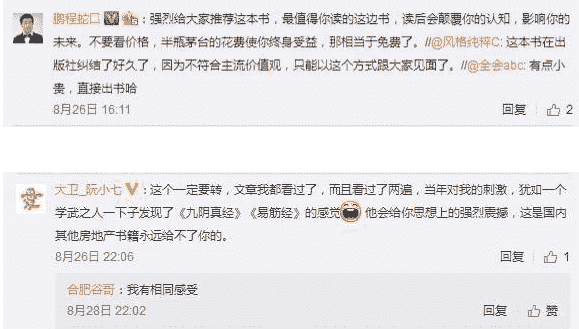 鹏程蛇口：强烈给大家推荐这本书，最值得你读的这边书，读后会颠覆你的认知，影响你的
未来。不要看价格，半瓶茅台的花费使你终身受益，那相当于免费了。//@风格纯粹C: 这本书在出
版社纠结了好久了，因为不符合主流价值观，只能以这个方式跟大家见面了。//@全会abc: 有点小
贵，直接出书哈
8月26日 16:11
回复 2
大卫_阮小七：这个一定要转，文章我都看过了，而且看过了两遍，当年对我的刺激，犹如一个
学武之人一下子发现了《九阴真经》《易筋经》的感觉 他会给你思想上的强烈震撼，这是国内
其他房地产书籍永远给不了你的。
8月26日 22:06
回复 1
合肥谷哥：我有相同感受
8月28日 22:02
回复 赞